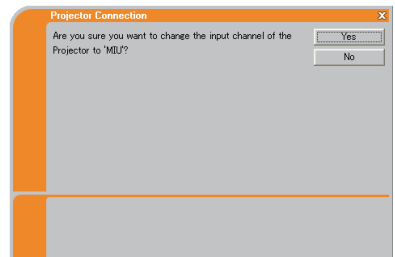 Projector Connection
Are you sure you want to change the input channel of the
Projector to 'MIU'?
Yes
No